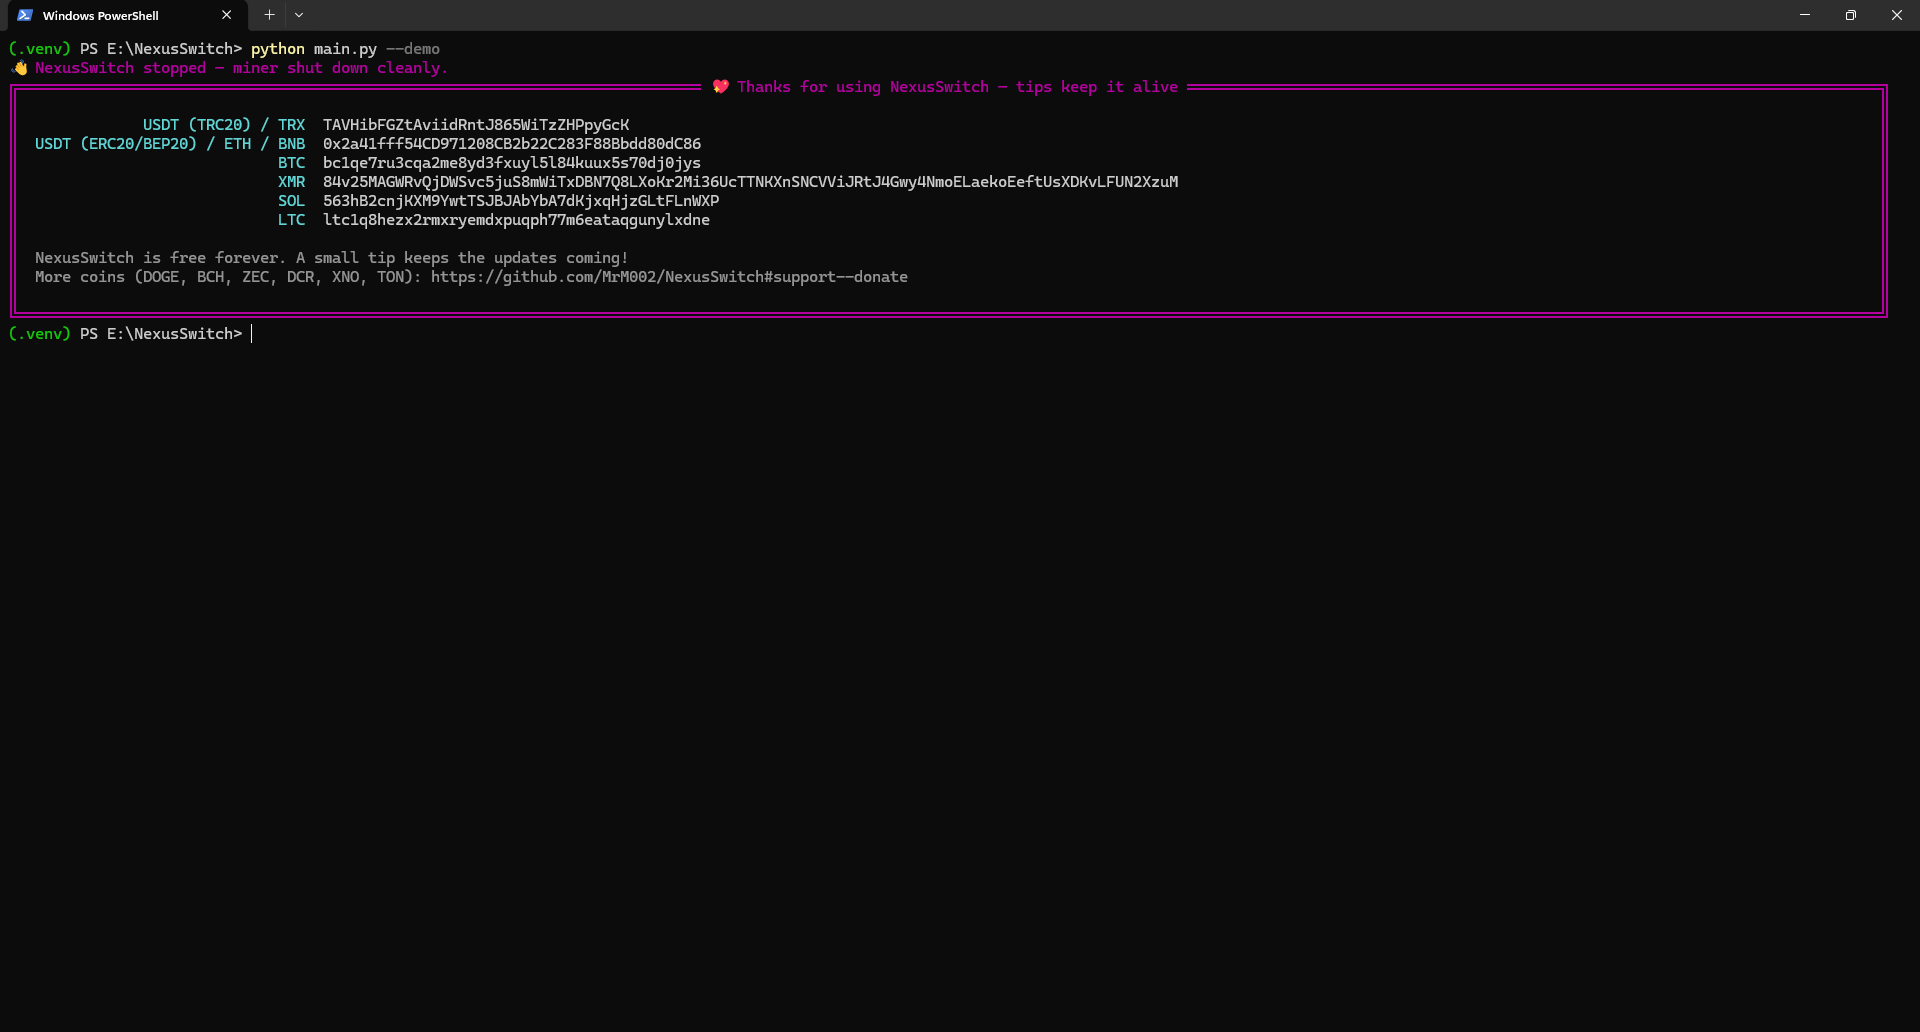 Windows PowerShell
(.venv) PS E:\NexusSwitch> python main.py --demo
👋 NexusSwitch stopped — miner shut down cleanly.
💖 Thanks for using NexusSwitch — tips keep it alive
USDT (TRC20) / TRX TAVHibFGZtAviidRntJ865WiTzZHPpyGcK
USDT (ERC20/BEP20) / ETH / BNB 0x2a41fff54CD971208CB2b22C283F88Bbdd80dC86
BTC bc1qe7ru3cqa2me8yd3fxuyl5l84kuux5s70dj0jys
XMR 84v25MAGWRvQjDWSvc5juS8mWiTxDBN7Q8LXoKr2Mi36UcTTNKXnSNCVViJRtJ4Gwy4NmoELaekoEeftUsXDKvLFUN2XzuM
SOL 563hB2cnjKXM9YwtTSJBJAbYbA7dKjxqHjzGLtFLnWXP
LTC ltc1q8hezx2rmxryemdxpuqph77m6eataqgunylxdne
NexusSwitch is free forever. A small tip keeps the updates coming!
More coins (DOGE, BCH, ZEC, DCR, XNO, TON): https://github.com/MrM002/NexusSwitch#support--donate
(.venv) PS E:\NexusSwitch>